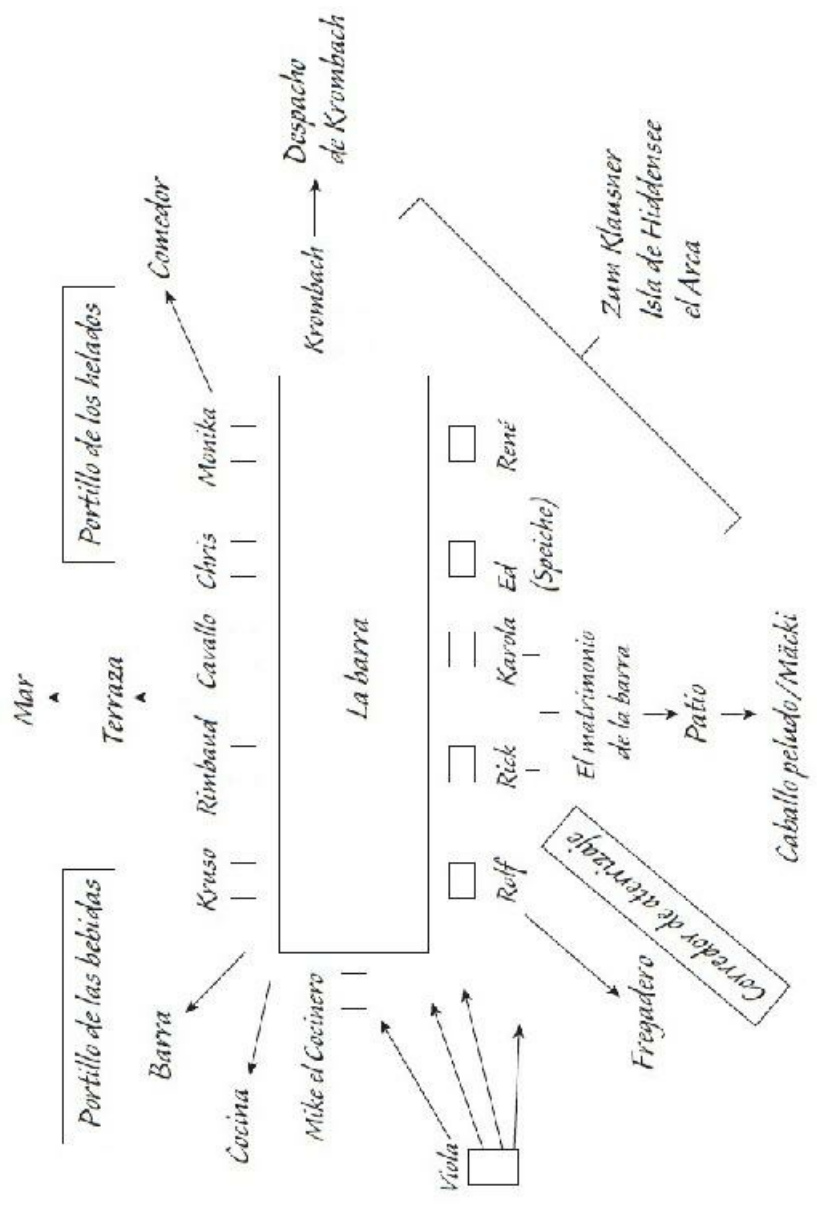 Mar
Terraza
Portillo de las bebidas
Portillo de los helados
Barra
Cocina
Comedor
Kruso
Rimbaud
Cavallo
Chris
Monika
Mike el Cocinero
La barra
Krombach
Despacho
de Krombach
Viola
Rolf
Rick
Karola
Ed
(Speiche)
René
El matrimonio
de la barra
Fregadero
Corredor de aterrizaje
Patio
Caballo peludo/Mäcki
Zum Klausner
Isla de Hiddensee
el Arca